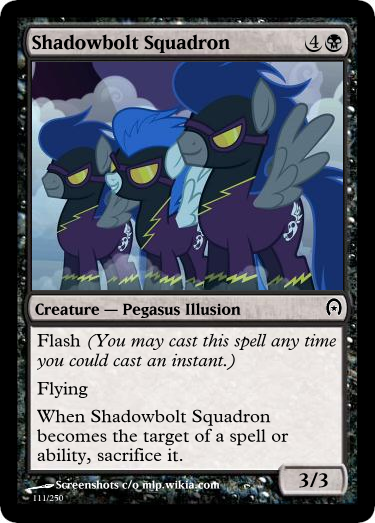 Shadowbolt Squadron 4
Creature — Pegasus Illusion
Flash (You may cast this spell any time
you could cast an instant.)
Flying
When Shadowbolt Squadron
becomes the target of a spell or
ability, sacrifice it.
3/3
Screenshots c/o mlp.wikia.com
111/250